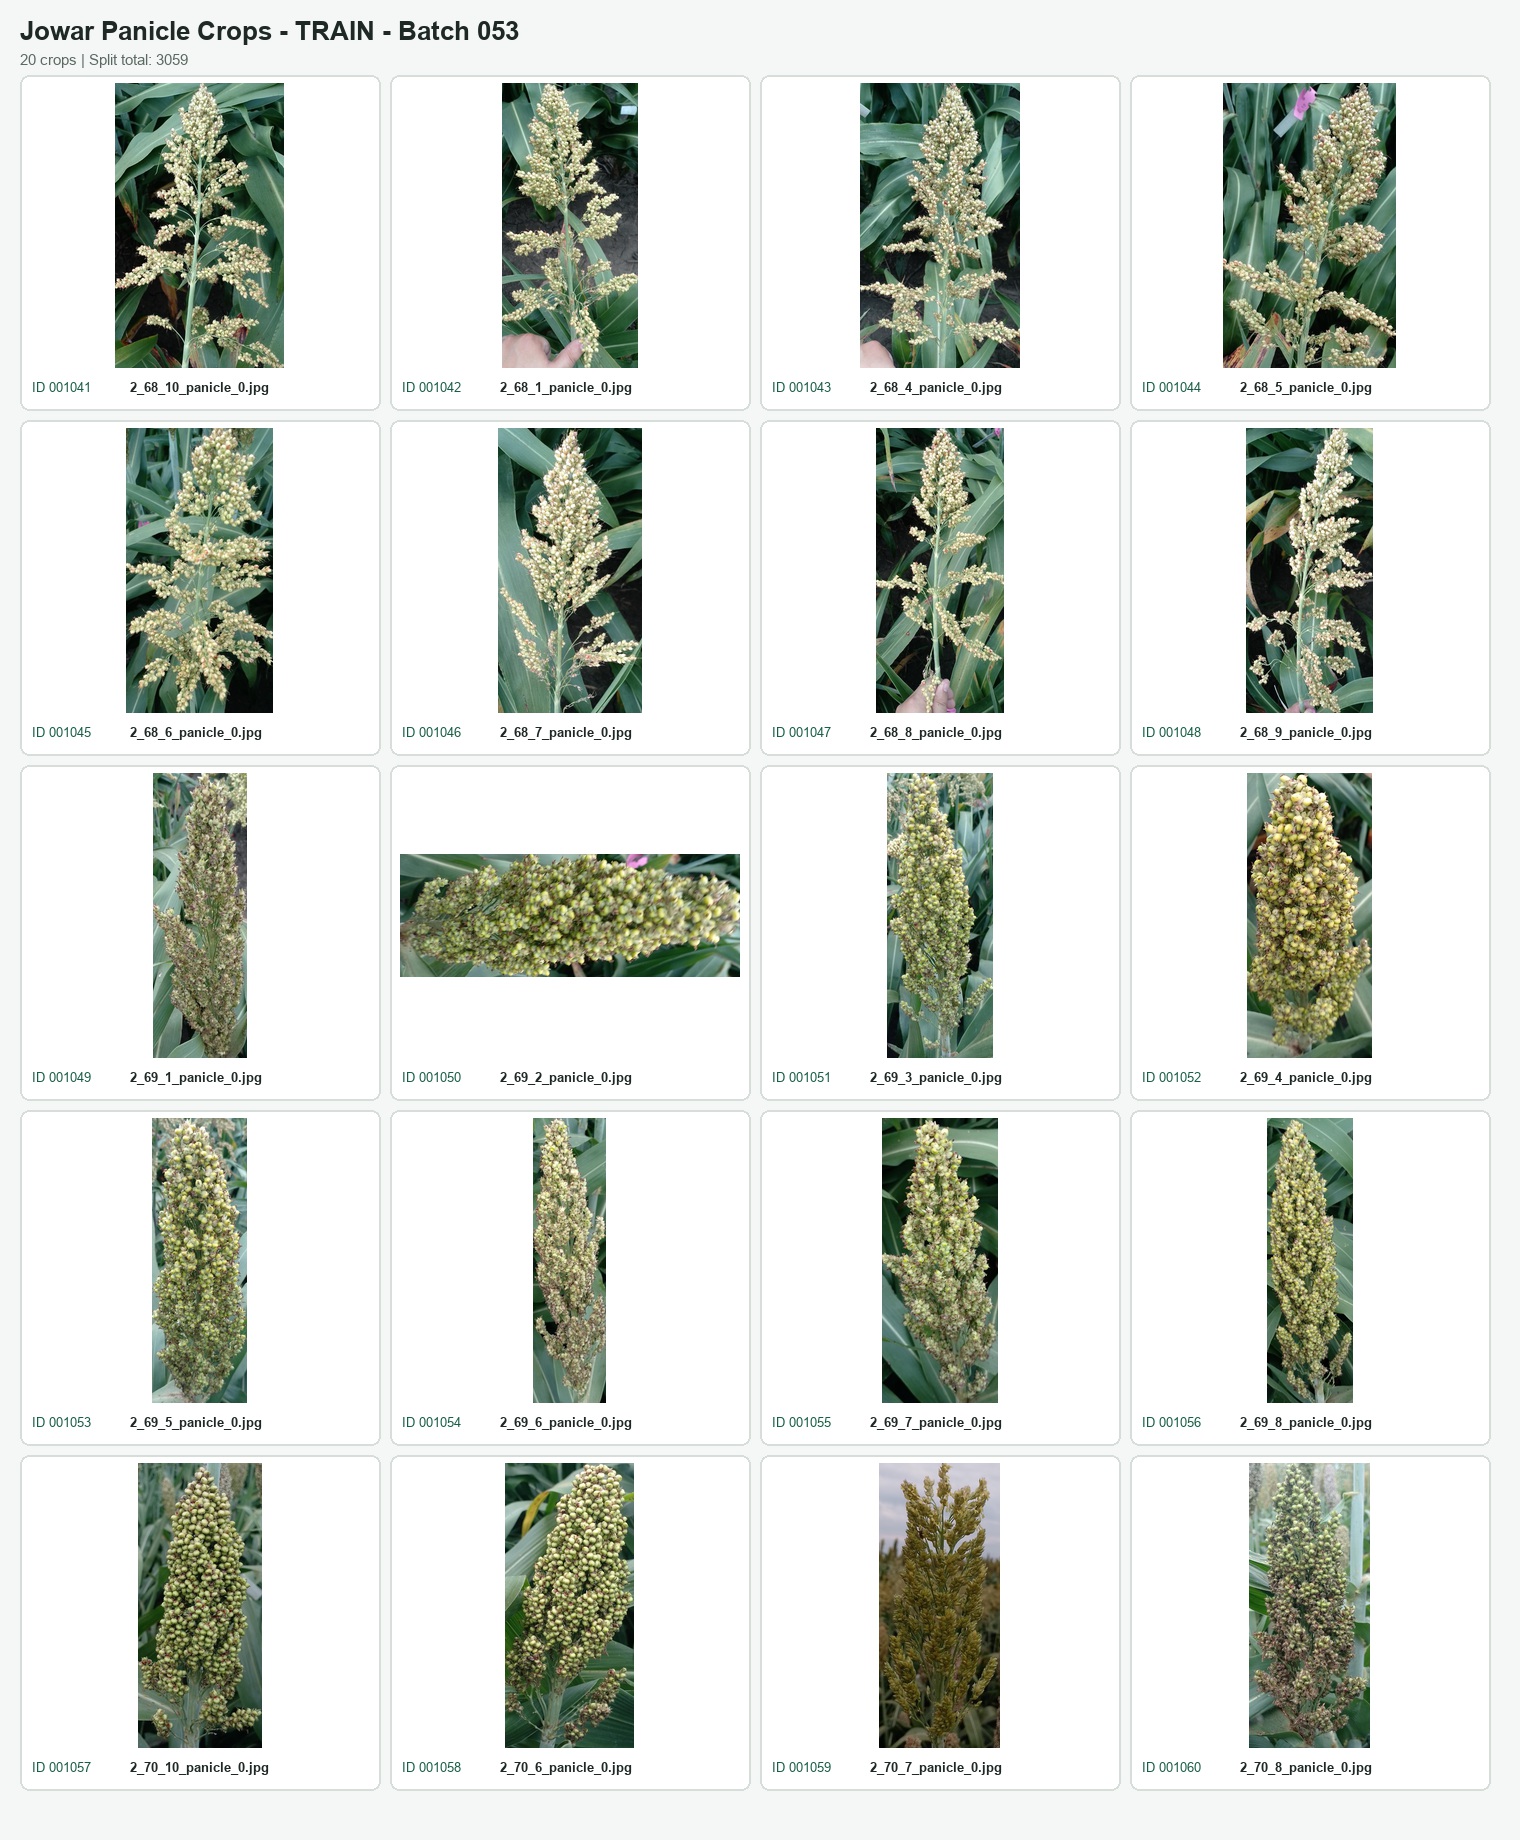 Jowar Panicle Crops - TRAIN - Batch 053
20 crops | Split total: 3059
ID 001041 2_68_10_panicle_0.jpg
ID 001042 2_68_1_panicle_0.jpg
ID 001043 2_68_4_panicle_0.jpg
ID 001044 2_68_5_panicle_0.jpg
ID 001045 2_68_6_panicle_0.jpg
ID 001046 2_68_7_panicle_0.jpg
ID 001047 2_68_8_panicle_0.jpg
ID 001048 2_68_9_panicle_0.jpg
ID 001049 2_69_1_panicle_0.jpg
ID 001050 2_69_2_panicle_0.jpg
ID 001051 2_69_3_panicle_0.jpg
ID 001052 2_69_4_panicle_0.jpg
ID 001053 2_69_5_panicle_0.jpg
ID 001054 2_69_6_panicle_0.jpg
ID 001055 2_69_7_panicle_0.jpg
ID 001056 2_69_8_panicle_0.jpg
ID 001057 2_70_10_panicle_0.jpg
ID 001058 2_70_6_panicle_0.jpg
ID 001059 2_70_7_panicle_0.jpg
ID 001060 2_70_8_panicle_0.jpg